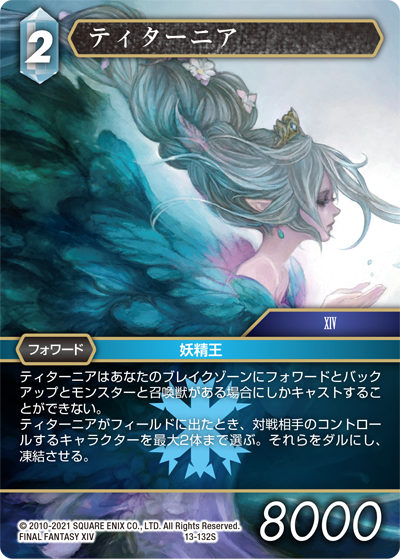 2
ティターニア
XIV
フォワード
妖精王
ティターニアはあなたのブレイクゾーンにフォワードとバック
アップとモンスターと召喚獣がある場合にしかキャストするこ
とができない。
ティターニアがフィールドに出たとき、対戦相手のコントロー
ルするキャラクターを最大2体まで選ぶ。それらをダルにし、
凍結させる。
© 2010-2021 SQUARE ENIX CO., LTD. All Rights Reserved.
FINAL FANTASY XIV
13-132S
8000